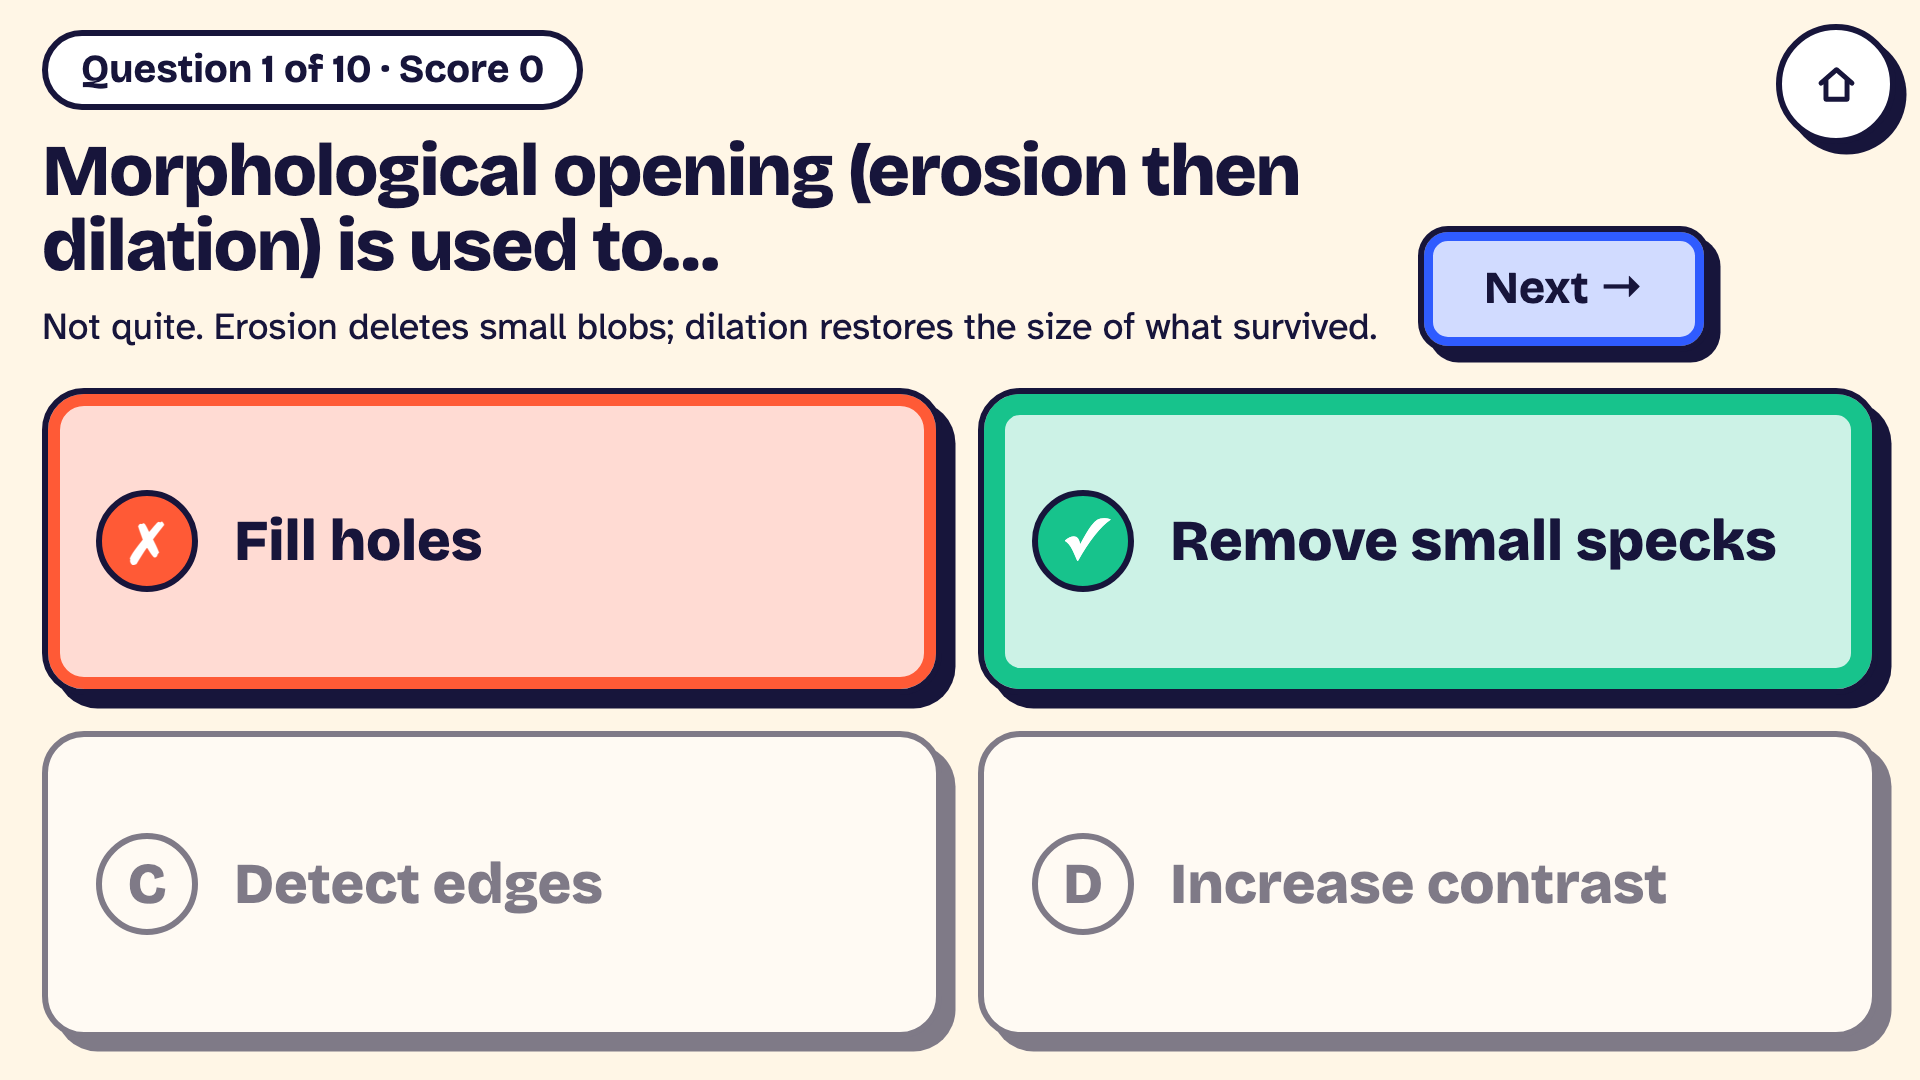 Question 1 of 10 · Score 0
Morphological opening (erosion then
dilation) is used to...
Not quite. Erosion deletes small blobs; dilation restores the size of what survived.
Next →
✗ Fill holes
✓ Remove small specks
C Detect edges
D Increase contrast